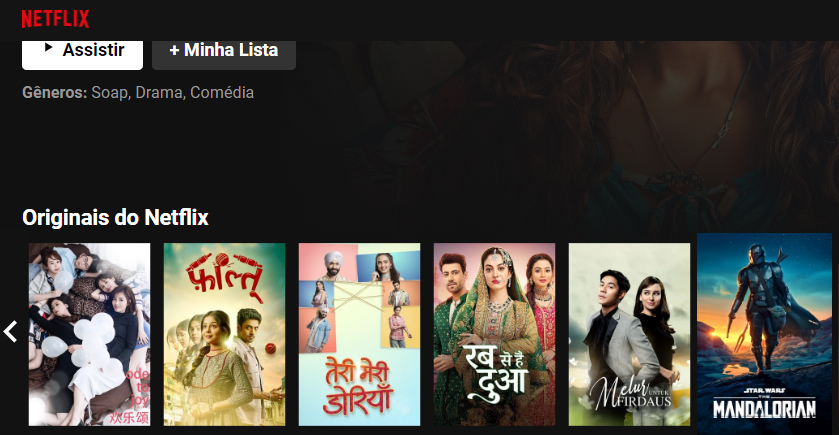 NETFLIX
Assistir
+ Minha Lista
Gêneros: Soap, Drama, Comédia
Originais do Netflix
ode
to
joy
欢乐颂
फ़ाल्तू
तेरी मेरी
डोरियाँ
रब से है
दुआ
Melur
UNTUK
FIRDAUS
STAR WARS
THE
MANDALORIAN